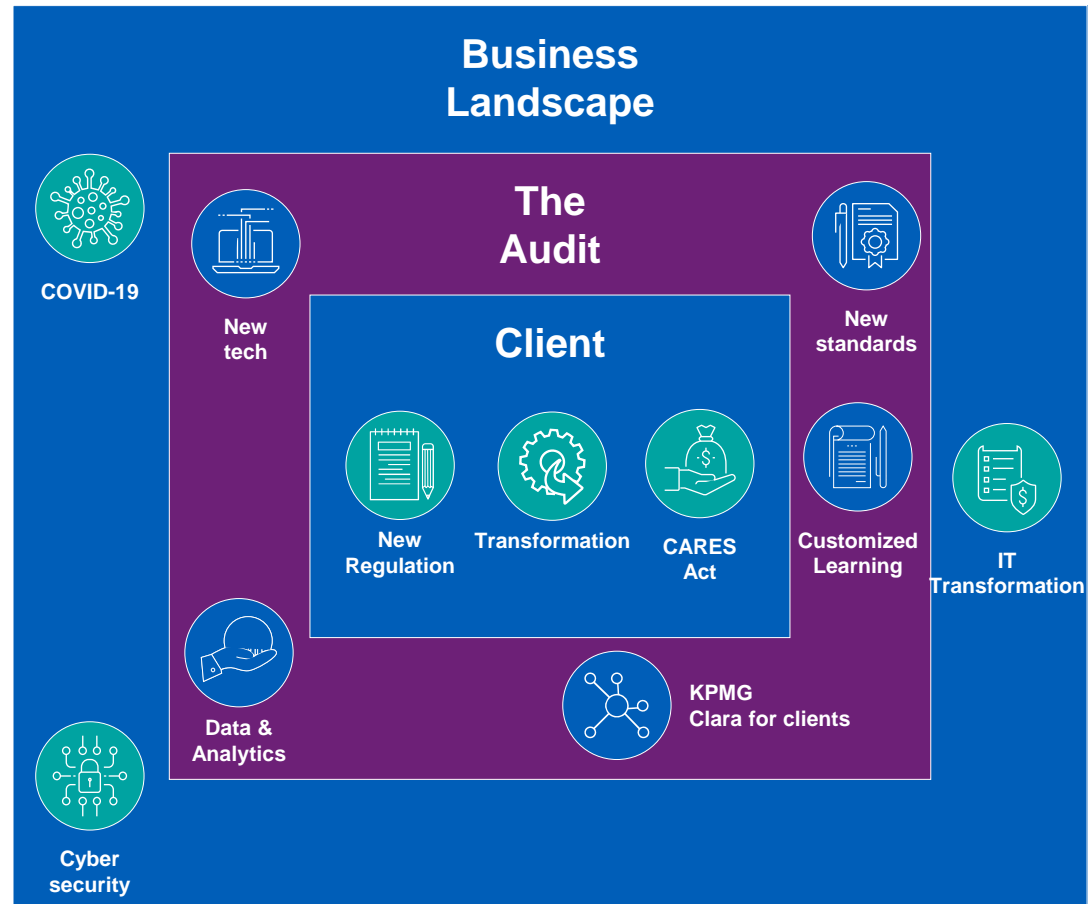 Business
Landscape
COVID-19
The
Audit
New
tech
New
standards
Client
New
Regulation
Transformation
CARES
Act
Customized
Learning
IT
Transformation
Data &
Analytics
KPMG
Clara for clients
Cyber
security